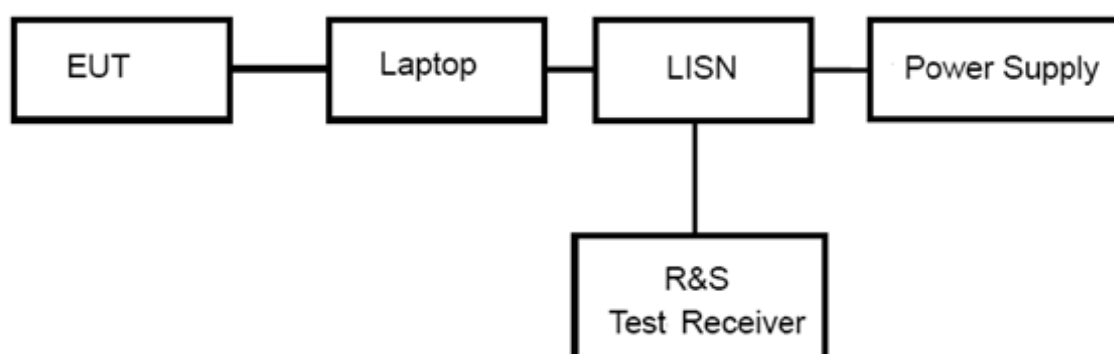 EUT
Laptop
LISN
Power Supply
R&S
Test Receiver